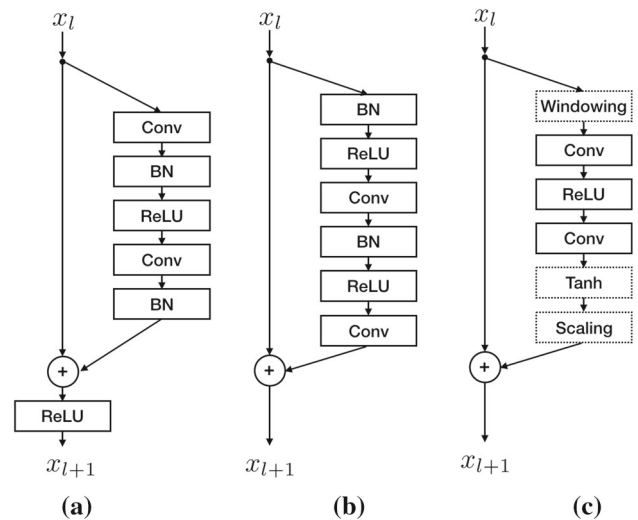 x_l
Conv
BN
ReLU
Conv
BN
+
ReLU
x_{l+1}
(a)
x_l
BN
ReLU
Conv
BN
ReLU
Conv
+
x_{l+1}
(b)
x_l
Windowing
Conv
ReLU
Conv
Tanh
Scaling
+
x_{l+1}
(c)